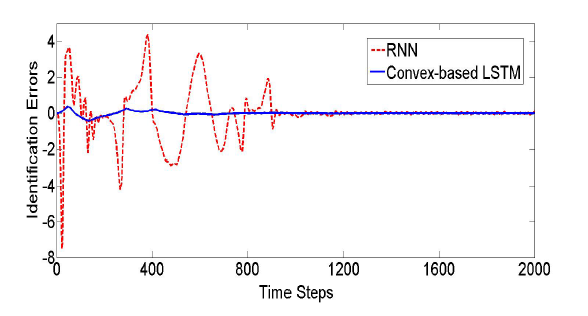 RNN
Convex-based LSTM
4
2
0
-2
-4
-6
-8
Identification Errors
0 400 800 1200 1600 2000
Time Steps